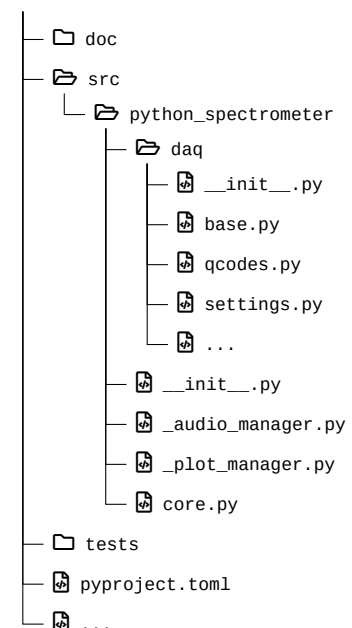 doc
src
python_spectrometer
daq
__init__.py
base.py
qcodes.py
settings.py
...
__init__.py
_audio_manager.py
_plot_manager.py
core.py
tests
pyproject.toml
...